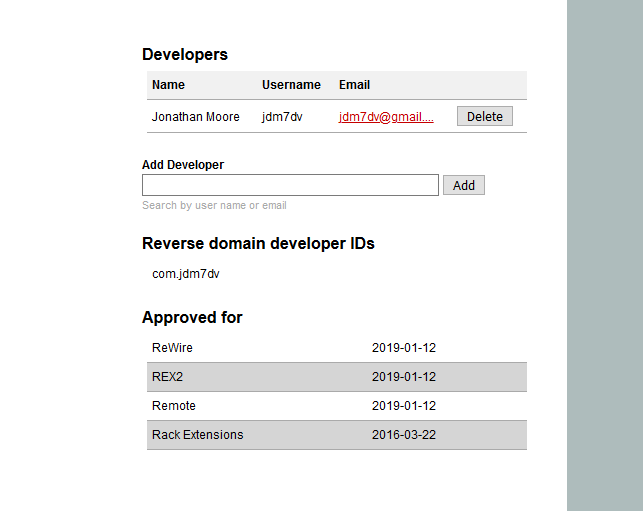 Developers
Name Username Email
Jonathan Moore jdm7dv jdm7dv@gmail.... Delete
Add Developer
Add
Search by user name or email
Reverse domain developer IDs
com.jdm7dv
Approved for
ReWire 2019-01-12
REX2 2019-01-12
Remote 2019-01-12
Rack Extensions 2016-03-22